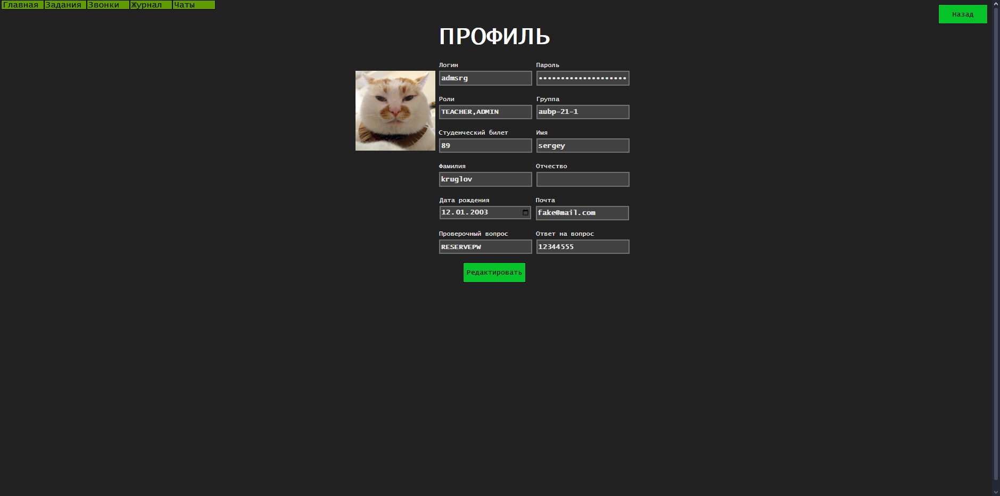 Главная Задания Звонки Журнал Чаты
Назад
ПРОФИЛЬ
Логин Пароль
admsrg ••••••••••••••••••••
Роли Группа
TEACHER,ADMIN aubp-21-1
Студенческий билет Имя
89 sergey
Фамилия Отчество
kruglov
Дата рождения Почта
12.01.2003 fake@mail.com
Проверочный вопрос Ответ на вопрос
RESERVEPW 12344555
Редактировать